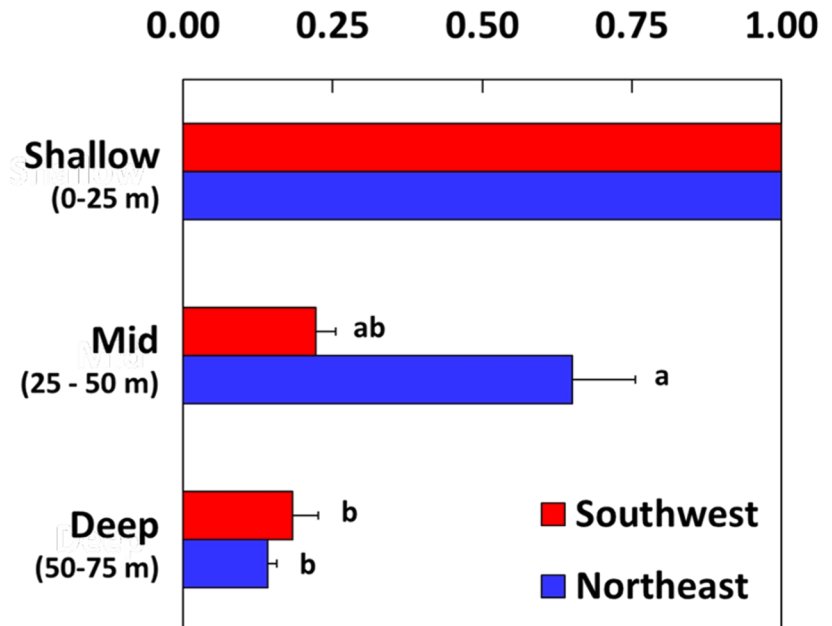 0.00 0.25 0.50 0.75 1.00
Shallow
(0-25 m)
Mid
(25 - 50 m)
ab
a
Deep
(50-75 m)
b
b
Southwest
Northeast